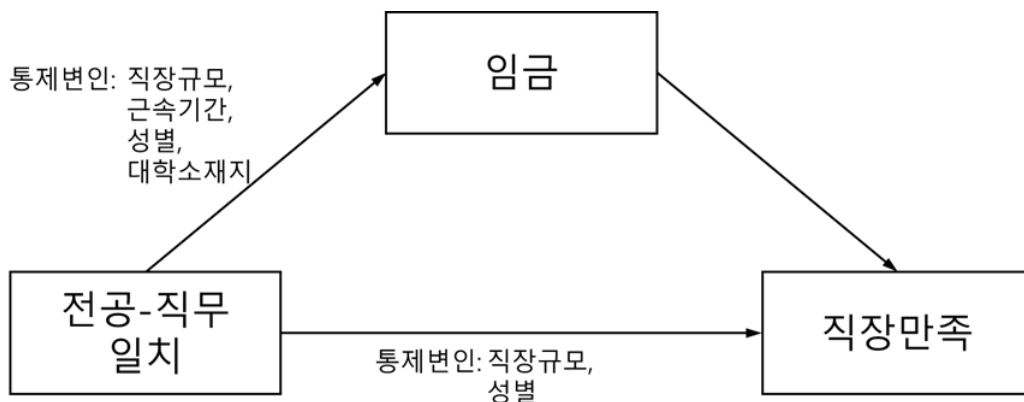 임금
통제변인: 직장규모,
근속기간,
성별,
대학소재지
전공-직무
일치
직장만족
통제변인: 직장규모,
성별